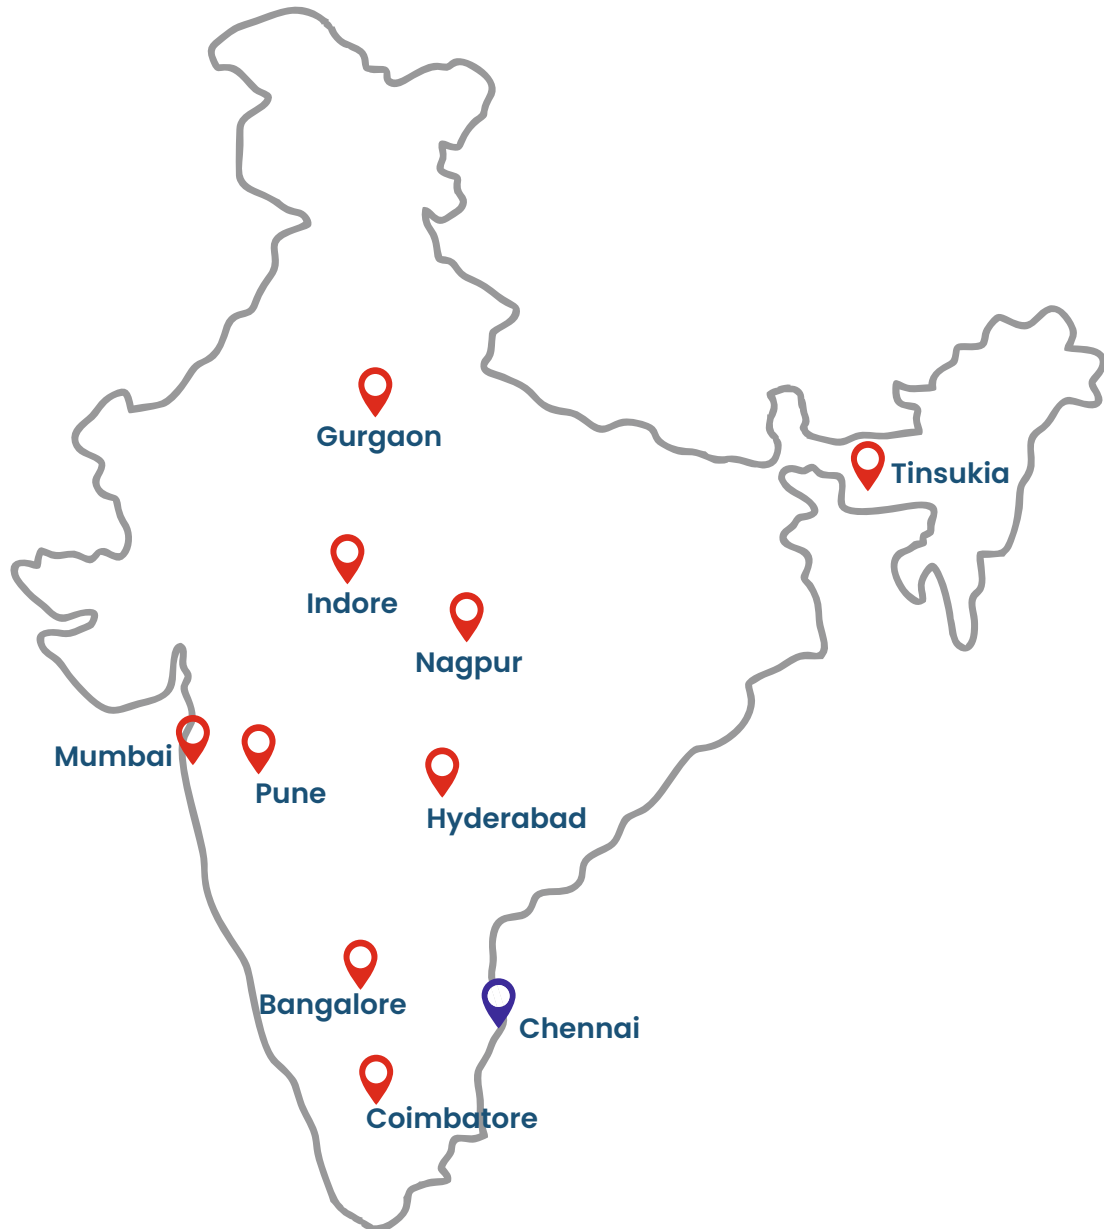 Gurgaon
Tinsukia
Indore
Nagpur
Mumbai
Pune
Hyderabad
Bangalore
Chennai
Coimbatore